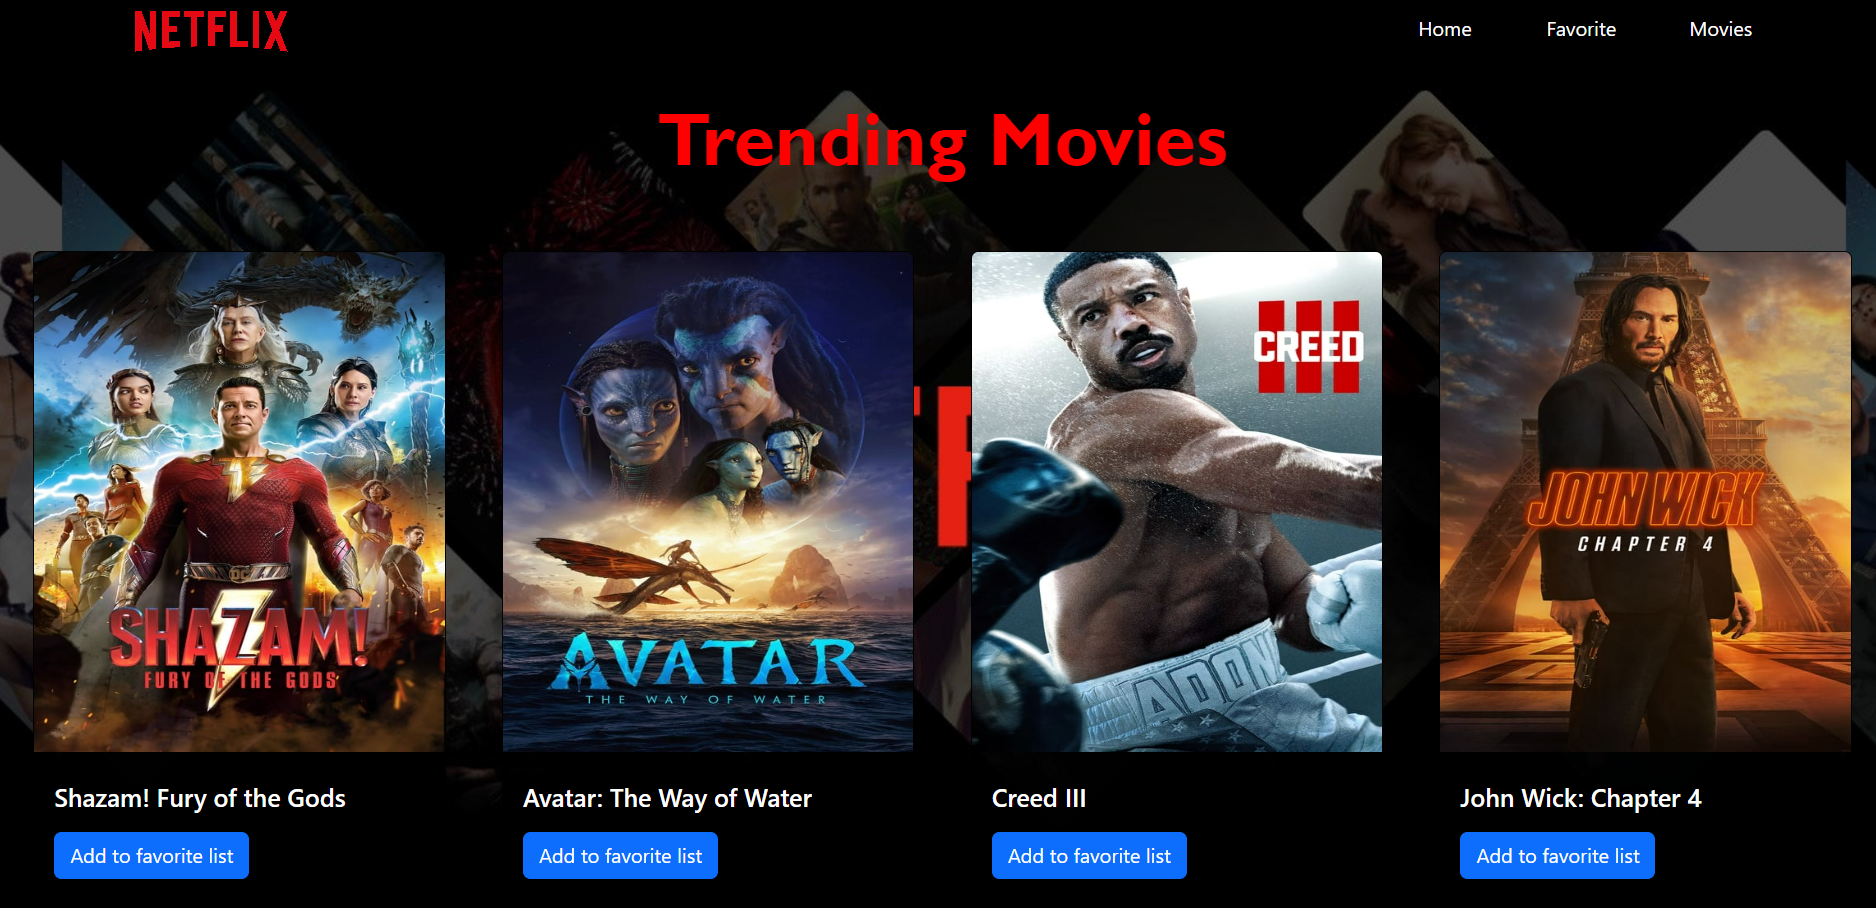 NETFLIX
Home Favorite Movies
Trending Movies
SHAZAM!
FURY OF THE GODS
AVATAR
THE WAY OF WATER
CREED
III
ADON
JOHN WICK
CHAPTER 4
Shazam! Fury of the Gods
Avatar: The Way of Water
Creed III
John Wick: Chapter 4
Add to favorite list
Add to favorite list
Add to favorite list
Add to favorite list